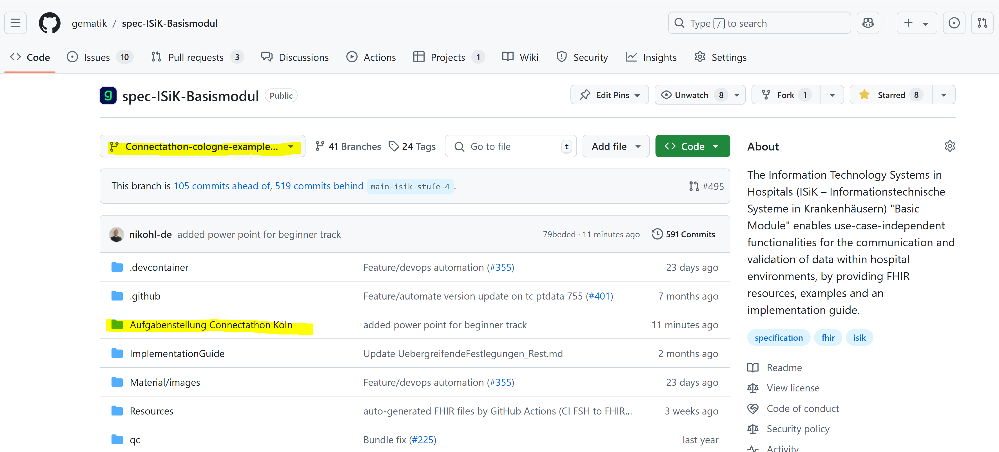 gematik / spec-ISiK-Basismodul
Type / to search
Code
Issues 10
Pull requests 3
Discussions
Actions
Projects 1
Wiki
Security
Insights
Settings
g spec-ISiK-Basismodul Public
Edit Pins
Unwatch 8
Fork 1
Starred 8
Connectathon-cologne-example...
41 Branches
24 Tags
Go to file t
Add file
Code
This branch is 105 commits ahead of, 519 commits behind main-isik-stufe-4 .
#495
nikohl-de added power point for beginner track 79beded · 11 minutes ago 591 Commits
.devcontainer Feature/devops automation (#355) 23 days ago
.github Feature/automate version update on tc ptdata 755 (#401) 7 months ago
Aufgabenstellung Connectathon Köln added power point for beginner track 11 minutes ago
ImplementationGuide Update UebergreifendeFestlegungen_Rest.md 2 months ago
Material/images Feature/devops automation (#355) 23 days ago
Resources auto-generated FHIR files by GitHub Actions (CI FSH to FHIR... 3 weeks ago
qc Bundle fix (#225) last year
About
The Information Technology Systems in
Hospitals (ISiK – Informationstechnische
Systeme in Krankenhäusern) "Basic
Module" enables use-case-independent
functionalities for the communication and
validation of data within hospital
environments, by providing FHIR
resources, examples and an
implementation guide.
specification fhir isik
Readme
View license
Code of conduct
Security policy
Activity